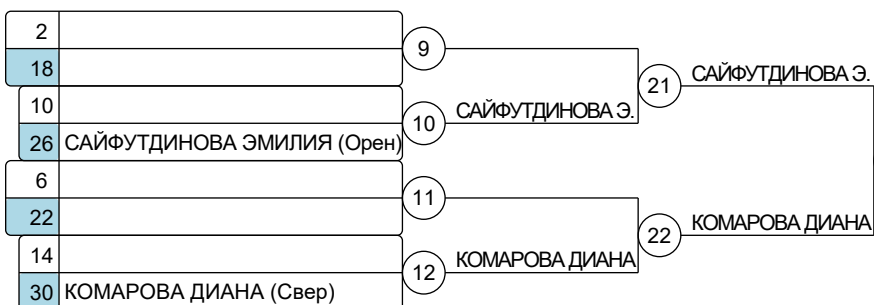 2
18
9
10
26 САЙФУТДИНОВА ЭМИЛИЯ (Орен)
10 САЙФУТДИНОВА Э.
21 САЙФУТДИНОВА Э.
6
22
11
14
30 КОМАРОВА ДИАНА (Свер)
12 КОМАРОВА ДИАНА
22 КОМАРОВА ДИАНА